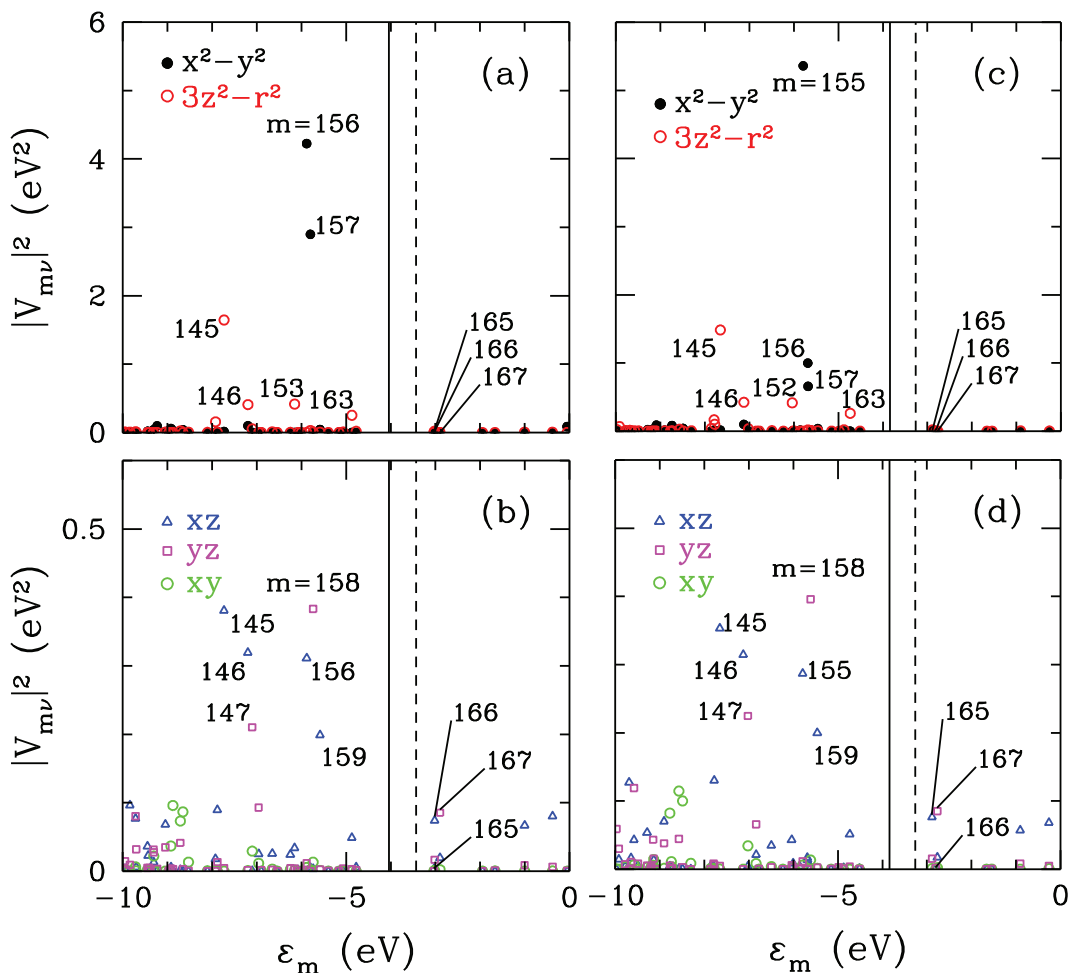 |V_mν|² (eV²)
6
4
2
0
x²−y²
3z²−r²
(a)
m=156
157
145
146
153
163
165
166
167
(c)
m=155
x²−y²
3z²−r²
145
156
157
146
152
163
165
166
167
|V_mν|² (eV²)
0.5
0
xz
yz
xy
(b)
m=158
145
146
156
147
159
166
167
165
−10
−5
0
ε_m (eV)
xz
yz
xy
(d)
m=158
145
146
155
147
159
165
167
166
−10
−5
0
ε_m (eV)